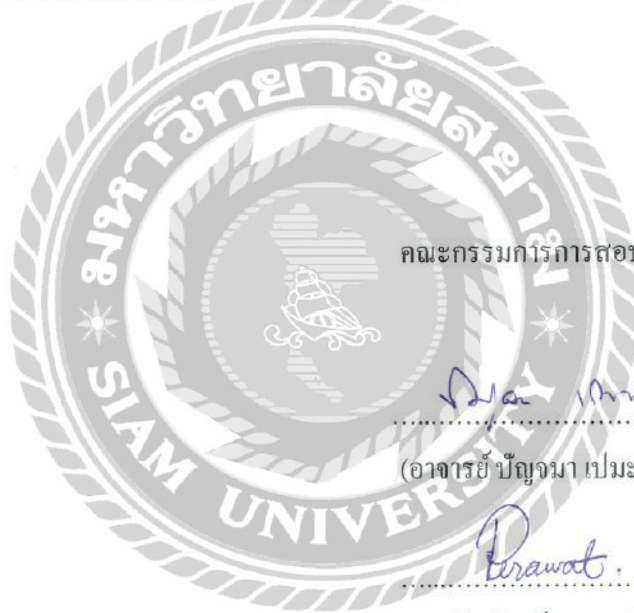 มหาวิทยาลัยสยาม
คณะกรรมการการสอบ
(อาจารย์ ปัญจมา เปมะ
Perawat.
SIAM UNIVERSITY